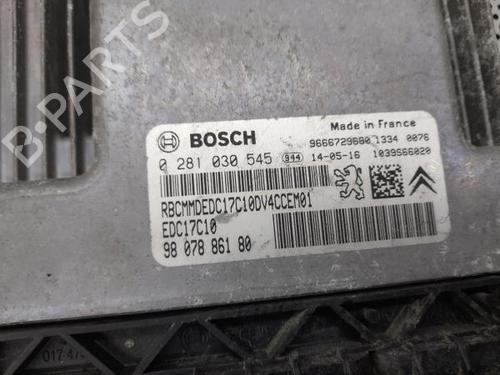 B-PARTS
BOSCH
Made in France
9666729680 1334 0076
0 281 030 545 944 14-05-16 1039S66020
RBCMMDEDC17C10DV4CCEM01
EDC17C10
98 078 861 80